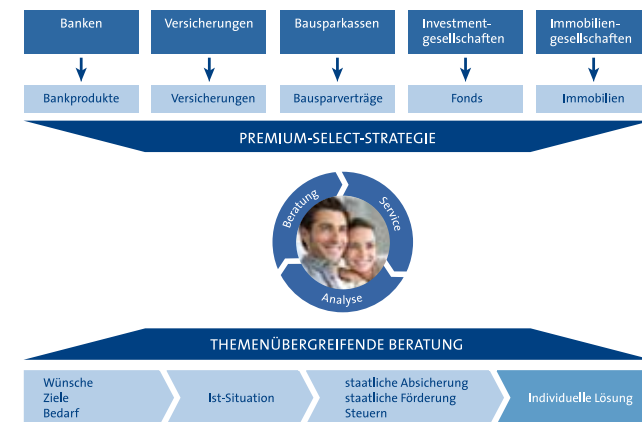 Banken
Versicherungen
Bausparkassen
Investment-
gesellschaften
Immobilien-
gesellschaften
Bankprodukte
Versicherungen
Bausparverträge
Fonds
Immobilien
PREMIUM-SELECT-STRATEGIE
Beratung
Service
Analyse
THEMENÜBERGREIFENDE BERATUNG
Wünsche
Ziele
Bedarf
Ist-Situation
staatliche Absicherung
staatliche Förderung
Steuern
Individuelle Lösung